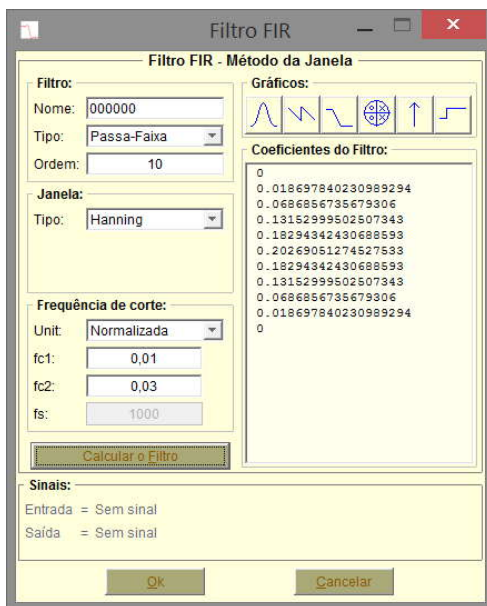 Filtro FIR
Filtro FIR - Método da Janela
Filtro:
Nome: 000000
Tipo: Passa-Faixa
Ordem: 10
Janela:
Tipo: Hanning
Frequência de corte:
Unit: Normalizada
fc1: 0,01
fc2: 0,03
fs: 1000
Calcular o Filtro
Gráficos:
Coeficientes do Filtro:
0
0.018697840230989294
0.0686856735679306
0.13152999502507343
0.18294342430688593
0.20269051274527533
0.18294342430688593
0.13152999502507343
0.0686856735679306
0.018697840230989294
0
Sinais:
Entrada = Sem sinal
Saída = Sem sinal
Ok
Cancelar